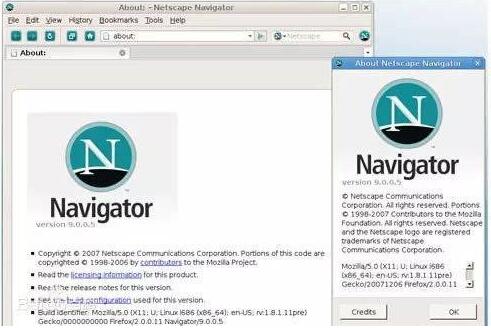 About: - Netscape Navigator
File Edit View History Bookmarks Tools Help
about:
Netscape
About:
N
Navigator
version 9.0.0.5
Copyright © 2007 Netscape Communications Corporation. Portions of this code are
copyrighted © 1998-2006 by contributors to the Mozilla Project.
Read the licensing information for this product.
Read the release notes for this version.
See the build configuration used for this version.
Build identifier: Mozilla/5.0 (X11; U; Linux i686 (x86_64); en-US; rv:1.8.1.11pre)
Gecko/0000000000 Firefox/2.0.0.11 Navigator/9.0.0.5
About Netscape Navigator
N
Navigator
version 9.0.0.5
© Netscape Communications
Corporation. All rights reserved. Portions
© 1998-2007 Contributors to the Mozilla
Foundation. All rights reserved. Netscape
and the Netscape logo are registered
trademarks of Netscape
Communications Corporation.
Mozilla/5.0 (X11; U; Linux i686
(x86_64); en-US; rv:1.8.1.11pre)
Gecko/20071206 Firefox/2.0.0.11
Credits
OK